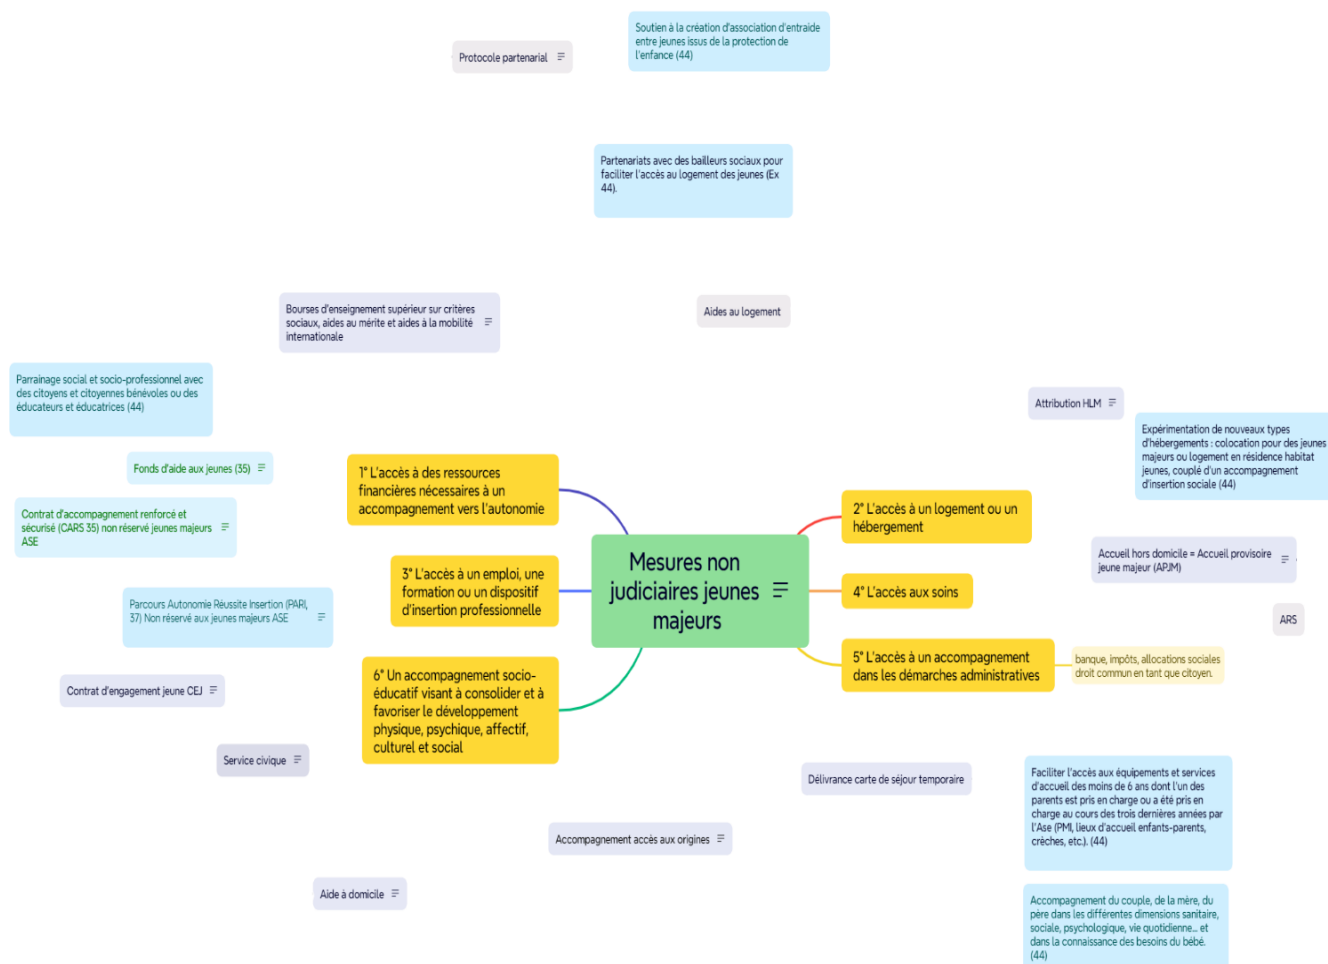 Soutien à la création d'association d'entraide
entre jeunes issus de la protection de
l'enfance (44)
Protocole partenarial
Partenariats avec des bailleurs sociaux pour
faciliter l'accès au logement des jeunes (Ex
44).
Bourses d'enseignement supérieur sur critères
sociaux, aides au mérite et aides à la mobilité
internationale
Aides au logement
Parrainage social et socio-professionnel avec
des citoyens et citoyennes bénévoles ou des
éducateurs et éducatrices (44)
Attribution HLM
Expérimentation de nouveaux types
d'hébergements : colocation pour des jeunes
majeurs ou logement en résidence habitat
jeunes, couplé d'un accompagnement
d'insertion sociale (44)
Fonds d'aide aux jeunes (35)
1° L'accès à des ressources
financières nécessaires à un
accompagnement vers l'autonomie
2° L'accès à un logement ou un
hébergement
Contrat d'accompagnement renforcé et
sécurisé (CARS 35) non réservé jeunes majeurs
ASE
Accueil hors domicile = Accueil provisoire
jeune majeur (APJM)
Mesures non
judiciaires jeunes
majeurs
3° L'accès à un emploi, une
formation ou un dispositif
d'insertion professionnelle
4° L'accès aux soins
Parcours Autonomie Réussite Insertion (PARI,
37) Non réservé aux jeunes majeurs ASE
ARS
5° L'accès à un accompagnement
dans les démarches administratives
banque, impôts, allocations sociales
droit commun en tant que citoyen.
6° Un accompagnement socio-
éducatif visant à consolider et à
favoriser le développement
physique, psychique, affectif,
culturel et social
Contrat d'engagement jeune CEJ
Service civique
Délivrance carte de séjour temporaire
Faciliter l'accès aux équipements et services
d'accueil des moins de 6 ans dont l'un des
parents est pris en charge ou a été pris en
charge au cours des trois dernières années par
l'Ase (PMI, lieux d'accueil enfants-parents,
crèches, etc.). (44)
Accompagnement accès aux origines
Aide à domicile
Accompagnement du couple, de la mère, du
père dans les différentes dimensions sanitaire,
sociale, psychologique, vie quotidienne... et
dans la connaissance des besoins du bébé.
(44)